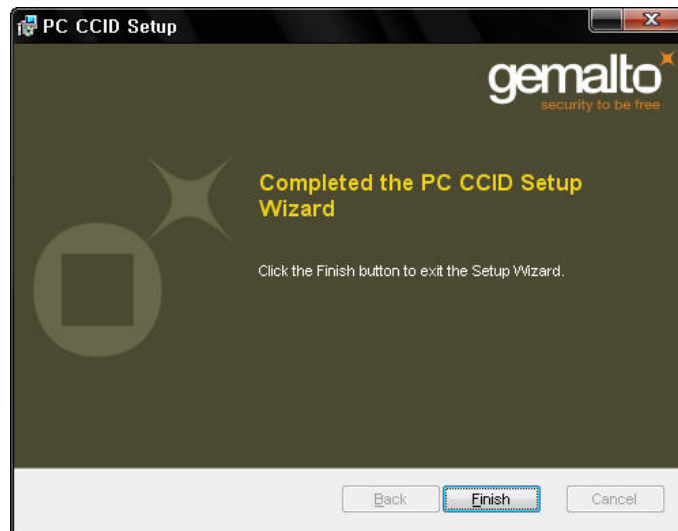 PC CCID Setup
gemalto
security to be free
Completed the PC CCID Setup
Wizard
Click the Finish button to exit the Setup Wizard.
Back
Finish
Cancel